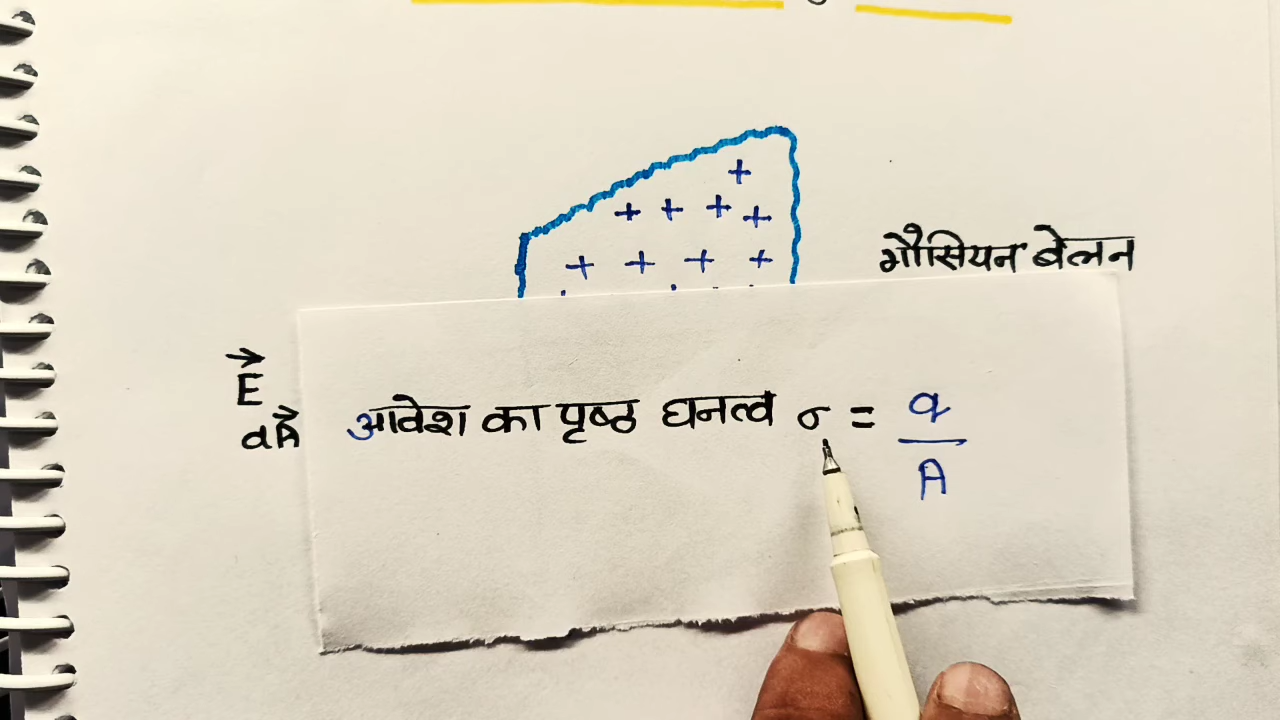 गौसियन बेलन
E⃗
dA⃗
आवेश का पृष्ठ घनत्व σ = q/A